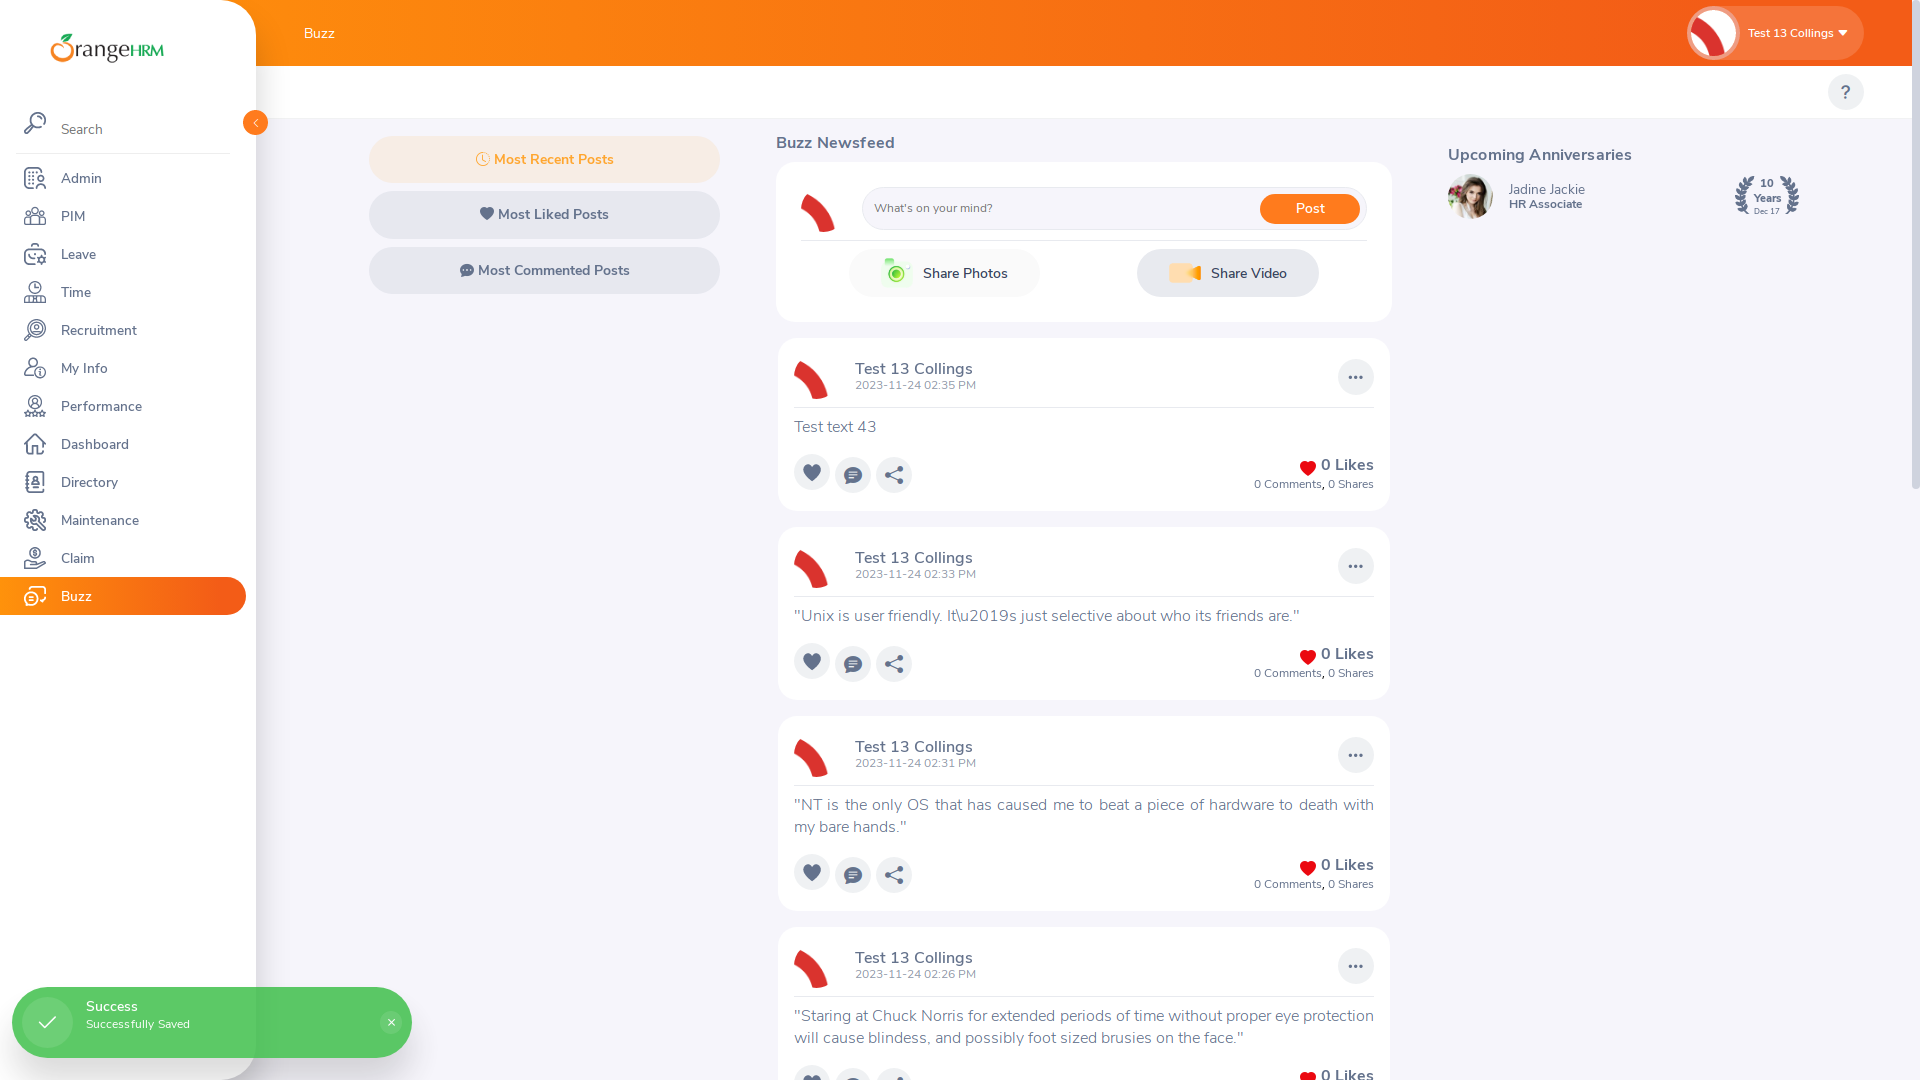 OrangeHRM
Buzz
Test 13 Collings
?
Search
Admin
PIM
Leave
Time
Recruitment
My Info
Performance
Dashboard
Directory
Maintenance
Claim
Buzz
Most Recent Posts
Most Liked Posts
Most Commented Posts
Buzz Newsfeed
What's on your mind?
Post
Share Photos
Share Video
Test 13 Collings
2023-11-24 02:35 PM
Test text 43
0 Likes
0 Comments, 0 Shares
Test 13 Collings
2023-11-24 02:33 PM
"Unix is user friendly. It\u2019s just selective about who its friends are."
0 Likes
0 Comments, 0 Shares
Test 13 Collings
2023-11-24 02:31 PM
"NT is the only OS that has caused me to beat a piece of hardware to death with
my bare hands."
0 Likes
0 Comments, 0 Shares
Test 13 Collings
2023-11-24 02:26 PM
"Staring at Chuck Norris for extended periods of time without proper eye protection
will cause blindess, and possibly foot sized brusies on the face."
0 Likes
Upcoming Anniversaries
Jadine Jackie
HR Associate
10
Years
Dec 17
Success
Successfully Saved